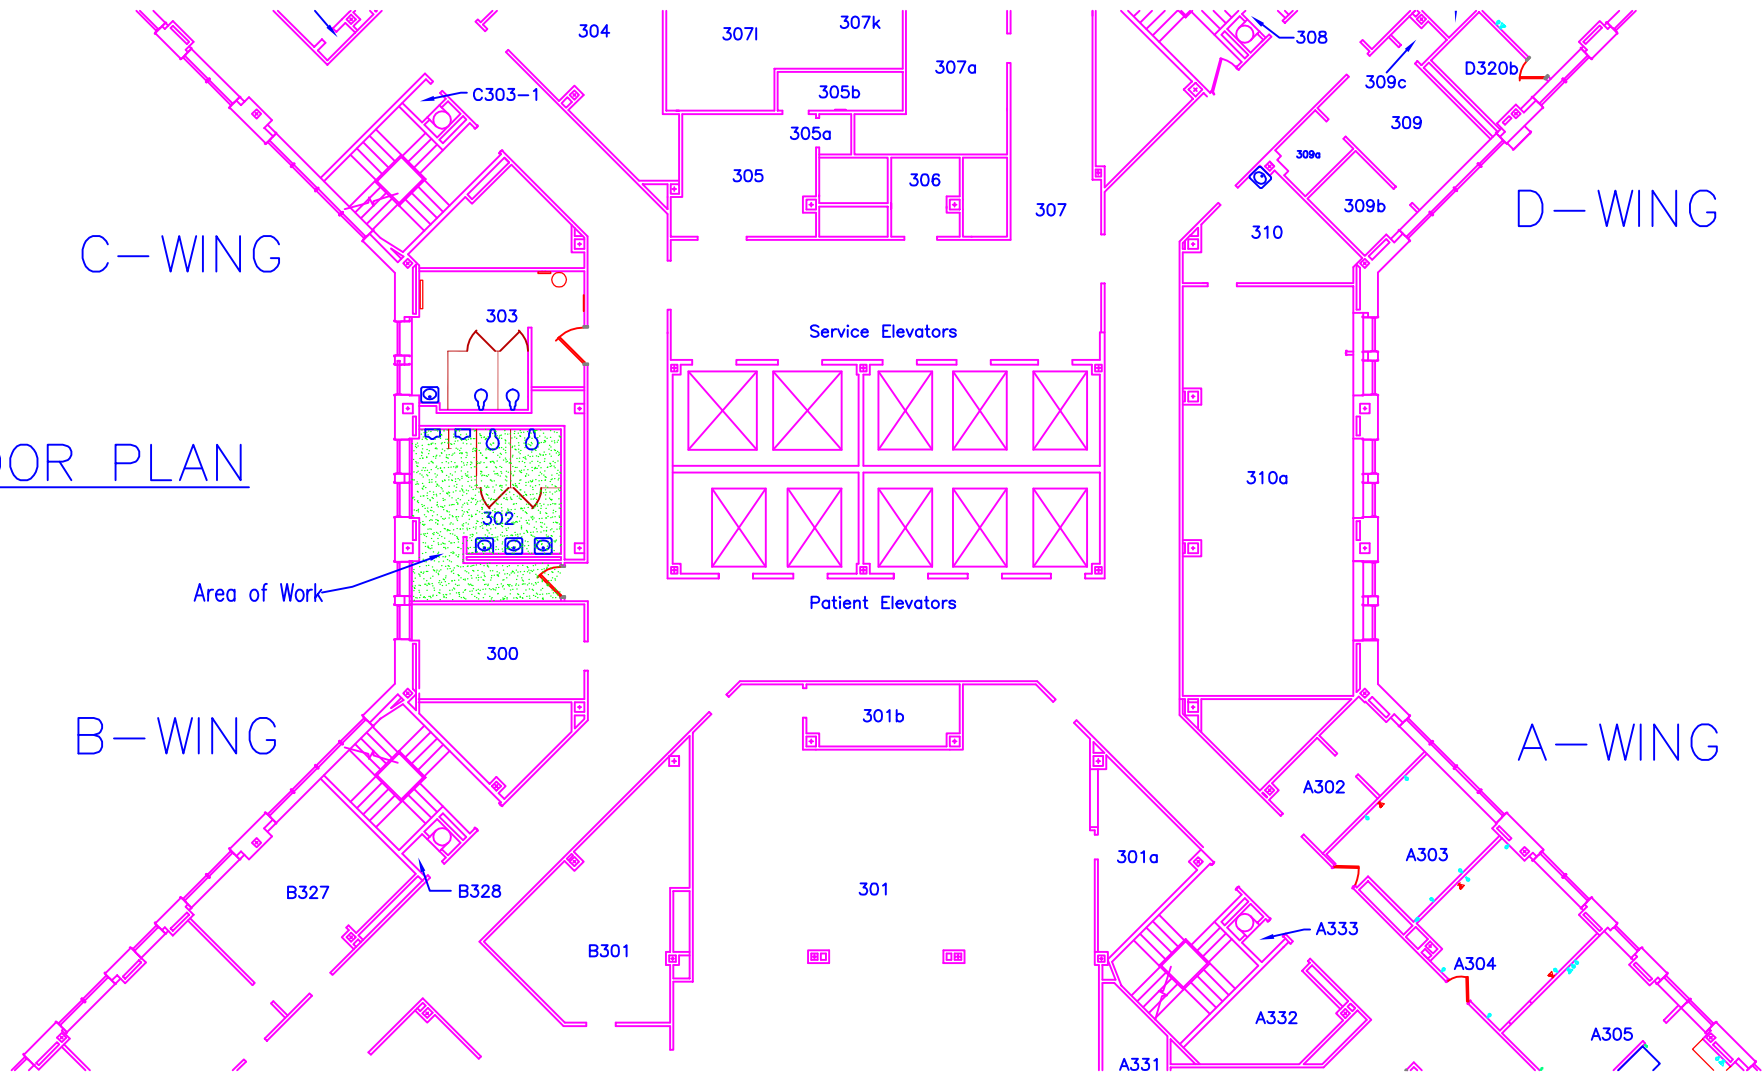 304
307l
307k
308
C303-1
305b
307a
309c
D320b
309
305a
309a
305
306
307
309b
310
C-WING
D-WING
303
Service Elevators
OOR PLAN
310a
302
Area of Work
Patient Elevators
300
301b
B-WING
A-WING
A302
301a
A303
B327
B328
301
A333
B301
A304
A332
A305
A331